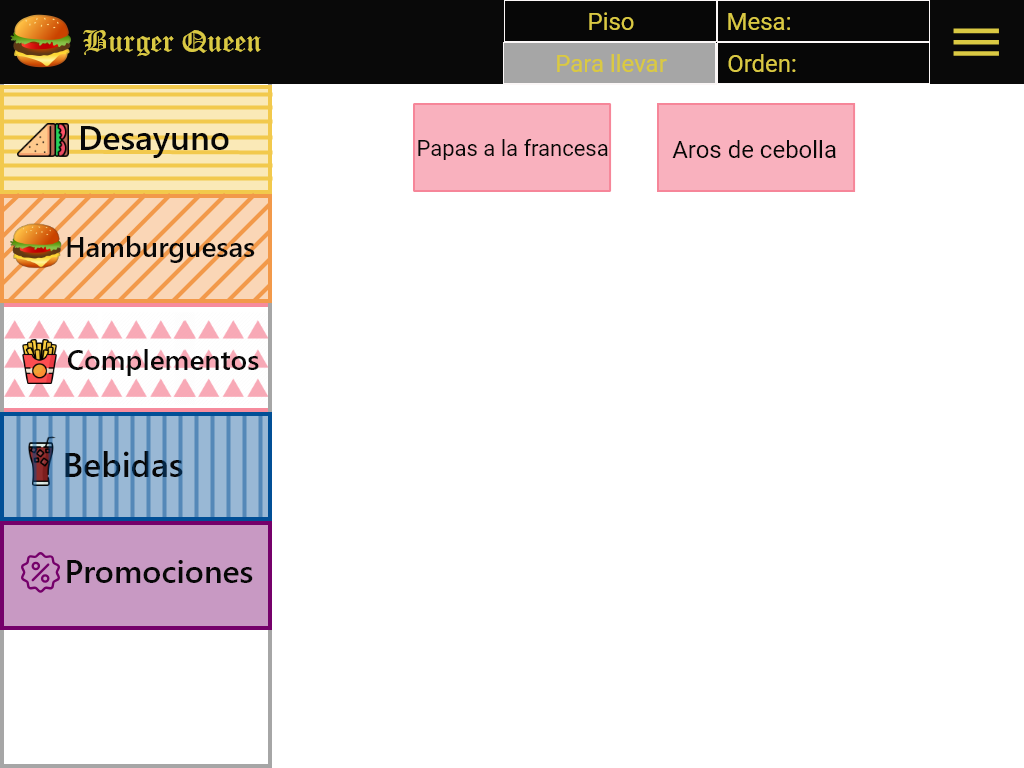 Burger Queen
Piso
Mesa:
Para llevar
Orden:
Desayuno
Papas a la francesa
Aros de cebolla
Hamburguesas
Complementos
Bebidas
Promociones